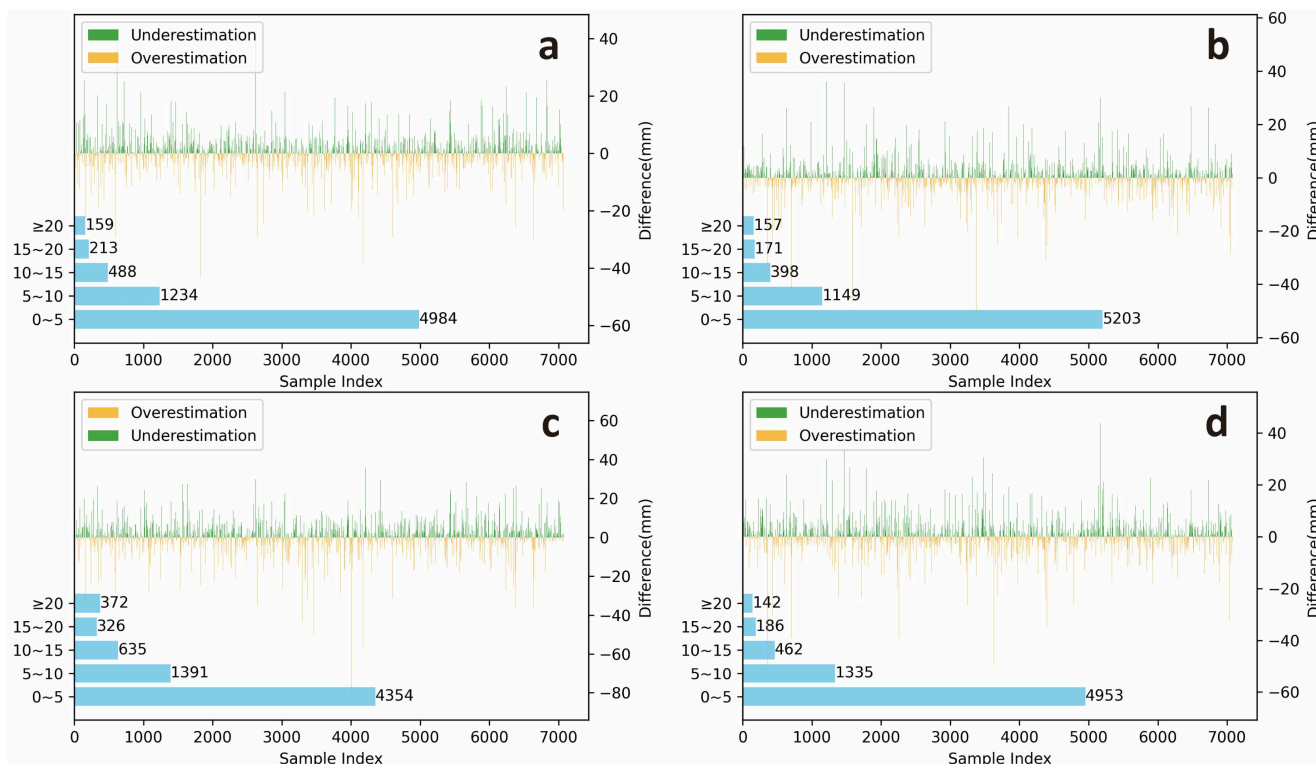 Underestimation
Overestimation
a
40
20
0
−20
−40
−60
Difference(mm)
≥20
159
15~20
213
10~15
488
5~10
1234
0~5
4984
0 1000 2000 3000 4000 5000 6000 7000
Sample Index
Underestimation
Overestimation
b
60
40
20
0
−20
−40
−60
Difference(mm)
≥20
157
15~20
171
10~15
398
5~10
1149
0~5
5203
0 1000 2000 3000 4000 5000 6000 7000
Sample Index
Overestimation
Underestimation
c
60
40
20
0
−20
−40
−60
−80
Difference(mm)
≥20
372
15~20
326
10~15
635
5~10
1391
0~5
4354
0 1000 2000 3000 4000 5000 6000 7000
Sample Index
Underestimation
Overestimation
d
40
20
0
−20
−40
−60
Difference(mm)
≥20
142
15~20
186
10~15
462
5~10
1335
0~5
4953
0 1000 2000 3000 4000 5000 6000 7000
Sample Index